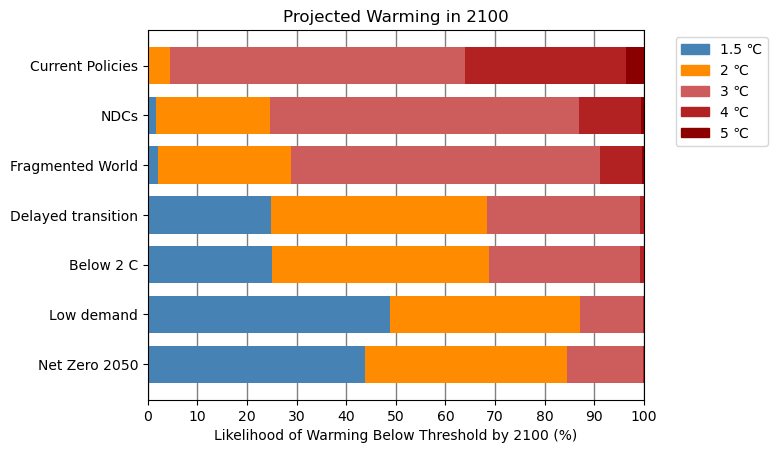 Projected Warming in 2100
Current Policies
NDCs
Fragmented World
Delayed transition
Below 2 C
Low demand
Net Zero 2050
0 10 20 30 40 50 60 70 80 90 100
Likelihood of Warming Below Threshold by 2100 (%)
1.5 ℃
2 ℃
3 ℃
4 ℃
5 ℃